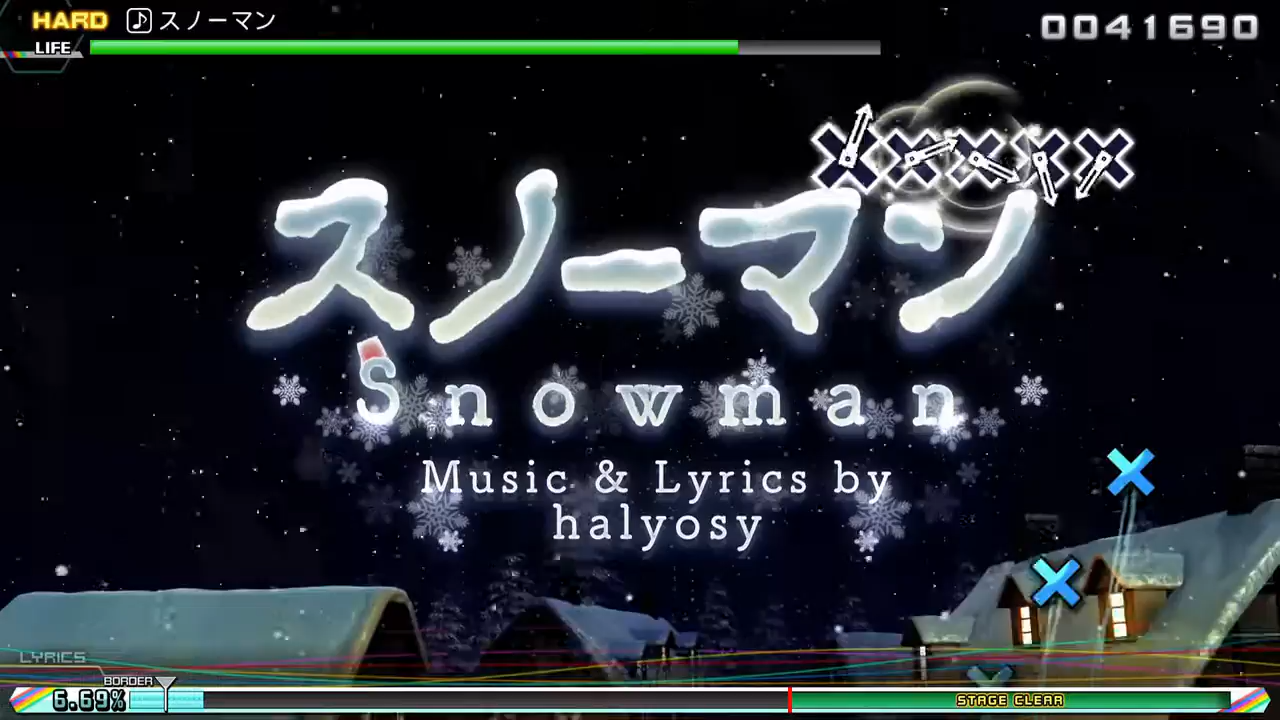 HARD ♪ スノーマン
0041690
LIFE
スノーマン
Snowman
Music & Lyrics by
halyosy
LYRICS
BORDER
6.69%
STAGE CLEAR